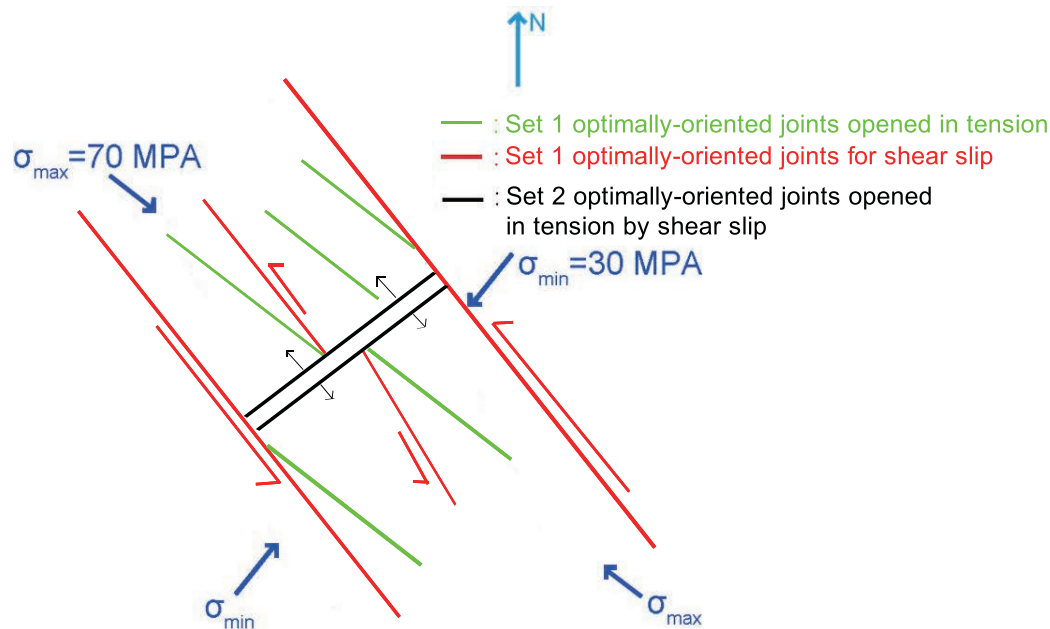 N
: Set 1 optimally-oriented joints opened in tension
: Set 1 optimally-oriented joints for shear slip
: Set 2 optimally-oriented joints opened
in tension by shear slip
σmax=70 MPA
σmin=30 MPA
σmin
σmax